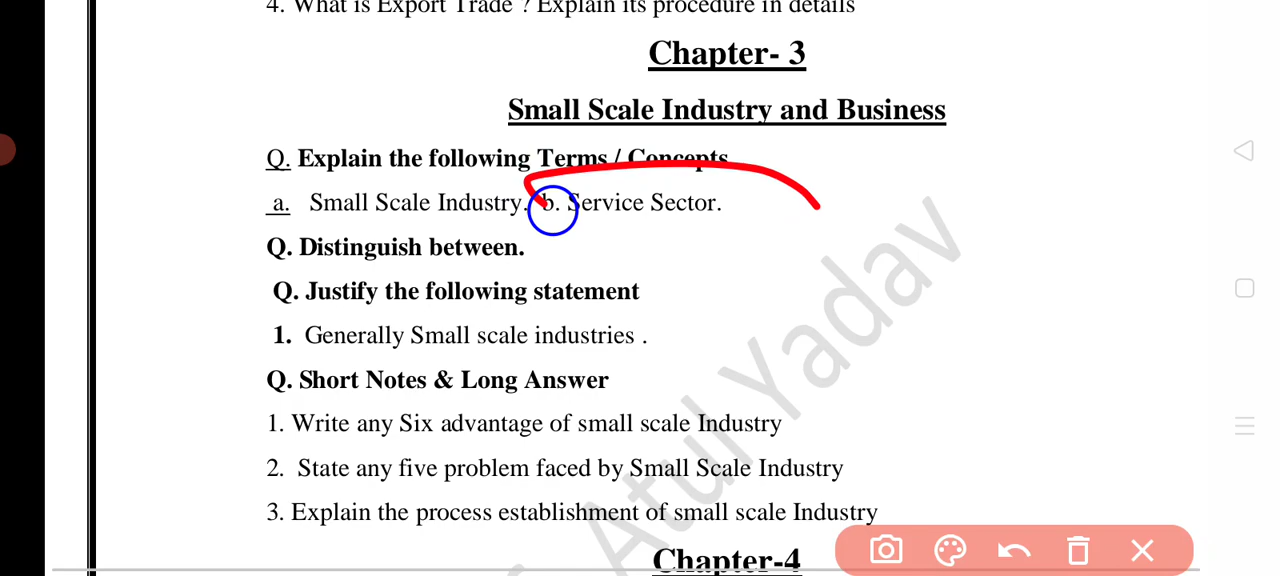 4. What is Export Trade ? Explain its procedure in details
Chapter- 3
Small Scale Industry and Business
Q. Explain the following Terms / Concepts
a. Small Scale Industry. b. Service Sector.
Q. Distinguish between.
Q. Justify the following statement
1. Generally Small scale industries .
Q. Short Notes & Long Answer
1. Write any Six advantage of small scale Industry
2. State any five problem faced by Small Scale Industry
3. Explain the process establishment of small scale Industry
Chapter-4
Atul Yadav